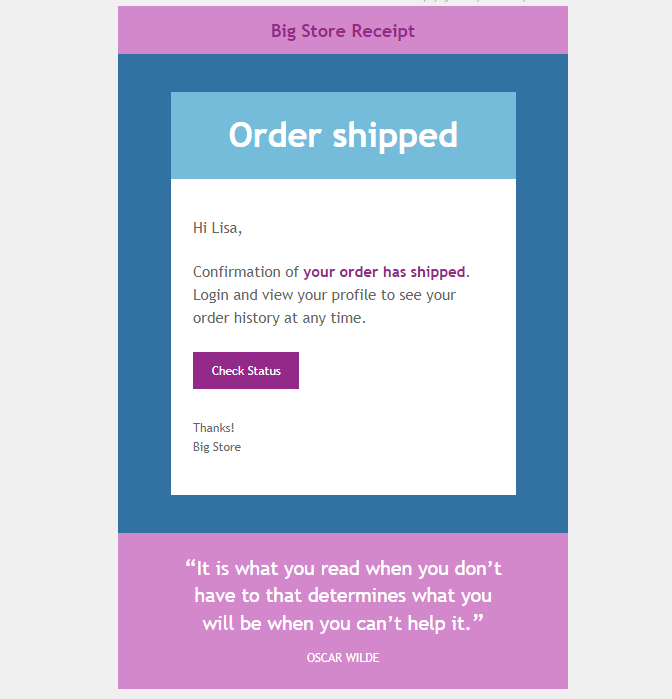 Big Store Receipt
Order shipped
Hi Lisa,
Confirmation of your order has shipped.
Login and view your profile to see your
order history at any time.
Check Status
Thanks!
Big Store
“It is what you read when you don’t
have to that determines what you
will be when you can’t help it.”
OSCAR WILDE